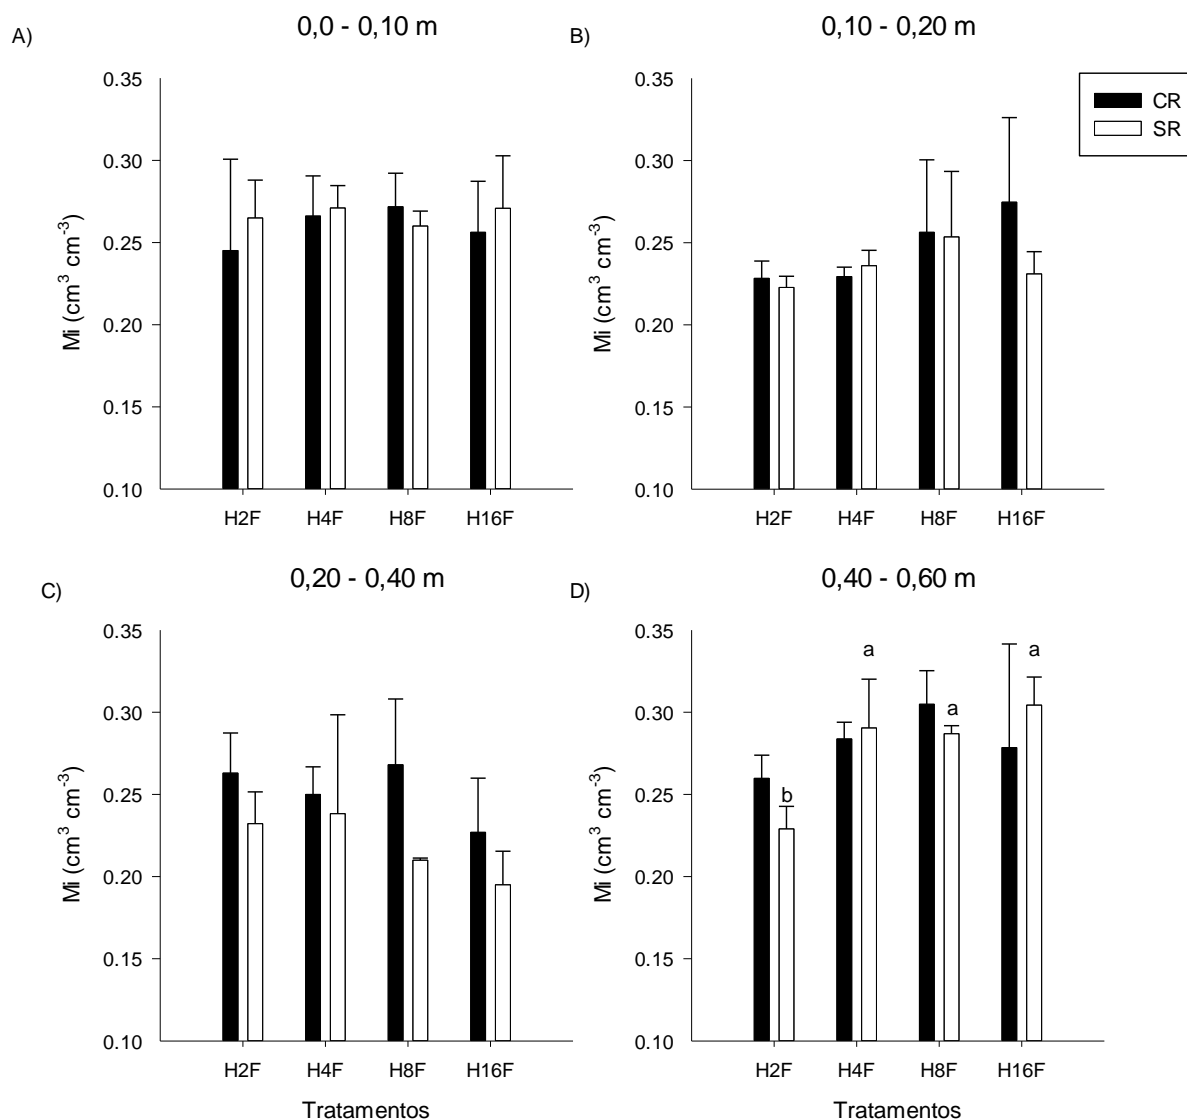 A)
0,0 - 0,10 m
Mi (cm³ cm⁻³)
0.35
0.30
0.25
0.20
0.15
0.10
H2F H4F H8F H16F
B)
0,10 - 0,20 m
Mi (cm³ cm⁻³)
0.35
0.30
0.25
0.20
0.15
0.10
H2F H4F H8F H16F
CR
SR
C)
0,20 - 0,40 m
Mi (cm³ cm⁻³)
0.35
0.30
0.25
0.20
0.15
0.10
H2F H4F H8F H16F
Tratamentos
D)
0,40 - 0,60 m
Mi (cm³ cm⁻³)
0.35
0.30
0.25
0.20
0.15
0.10
b
a
a
a
H2F H4F H8F H16F
Tratamentos